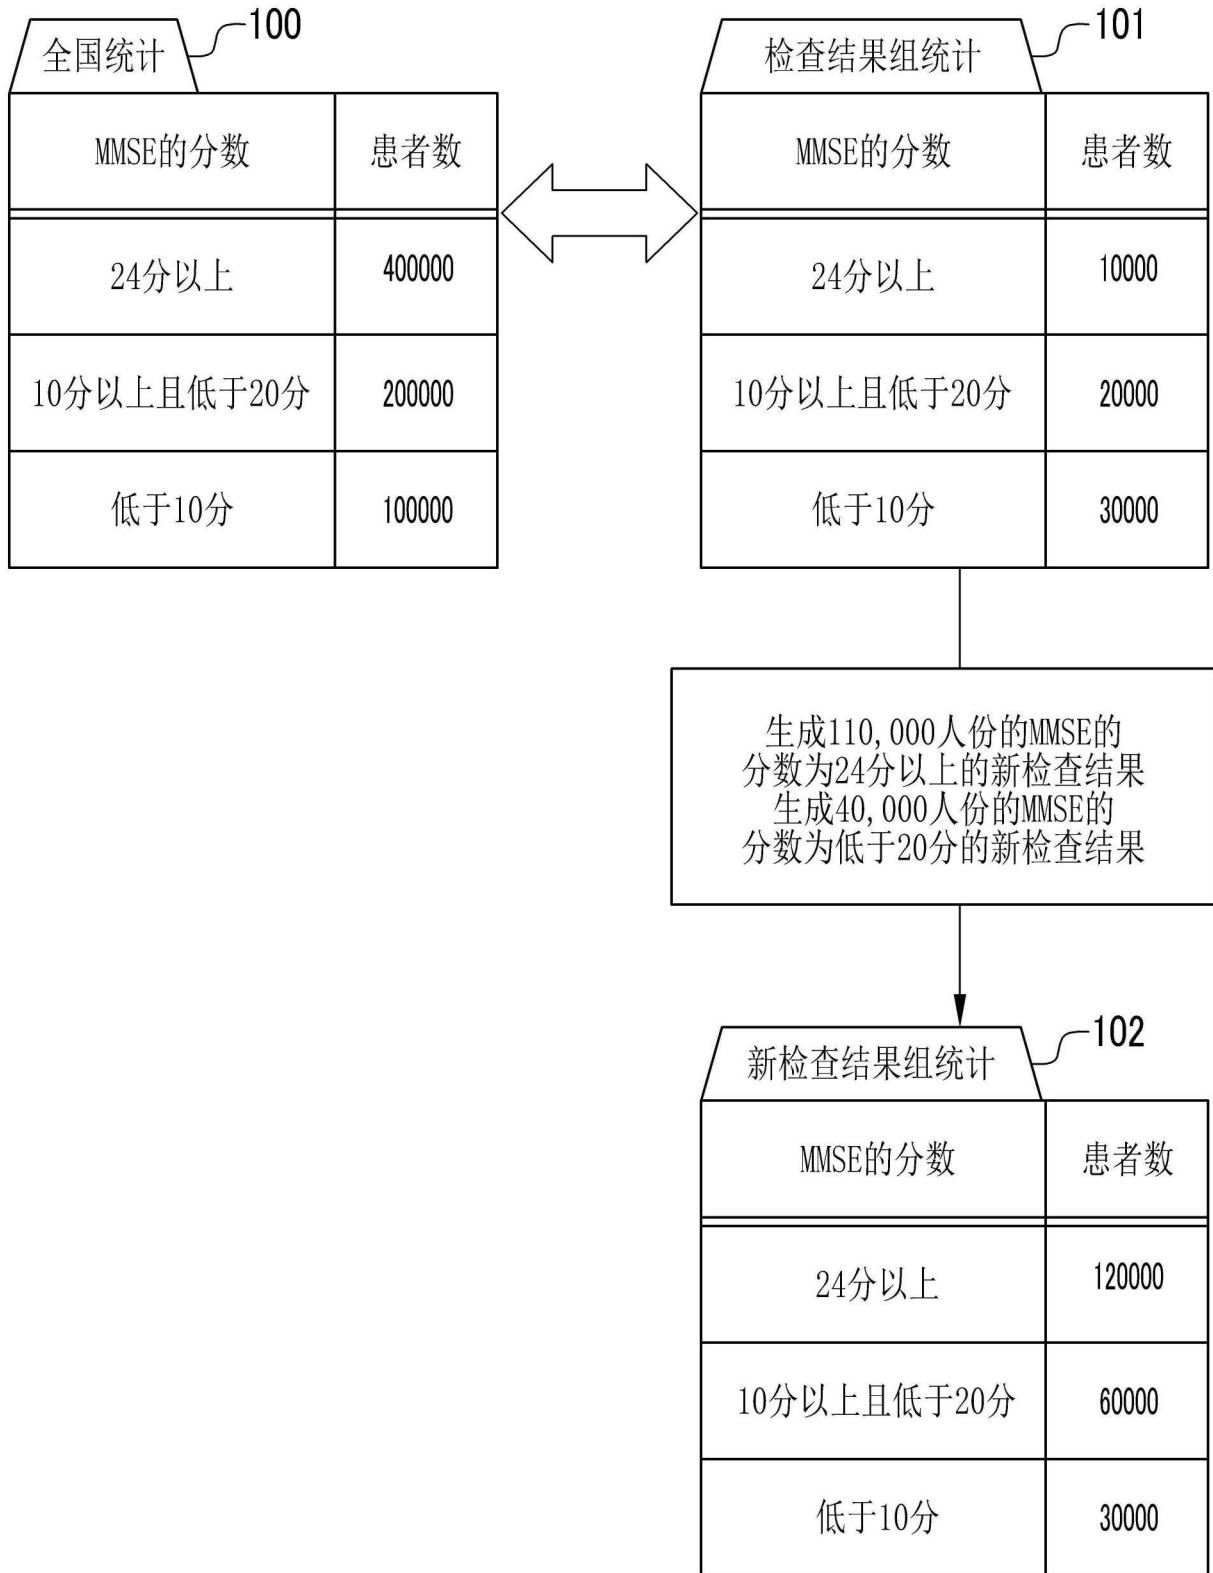 全国统计
100
MMSE的分数 患者数
24分以上 400000
10分以上且低于20分 200000
低于10分 100000
检查结果组统计
101
MMSE的分数 患者数
24分以上 10000
10分以上且低于20分 20000
低于10分 30000
生成110,000人份的MMSE的
分数为24分以上的新检查结果
生成40,000人份的MMSE的
分数为低于20分的新检查结果
新检查结果组统计
102
MMSE的分数 患者数
24分以上 120000
10分以上且低于20分 60000
低于10分 30000